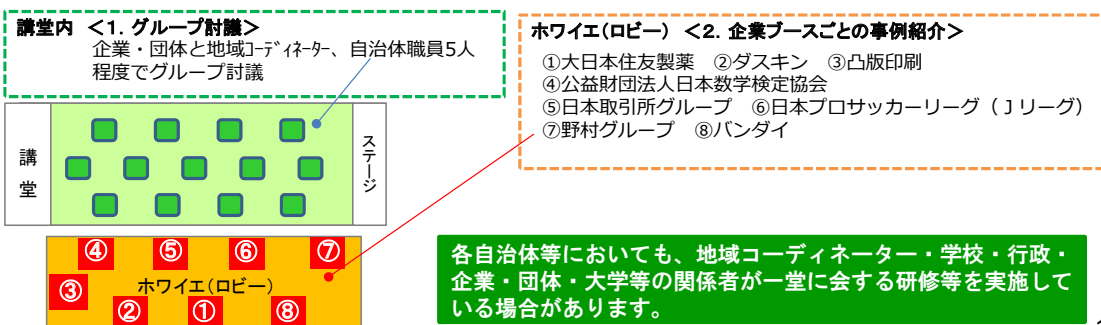 講堂内 <1. グループ討議>
企業・団体と地域ｺｰﾃﾞｨﾈｰﾀｰ、自治体職員5人
程度でグループ討議
ホワイエ(ロビー) <2. 企業ブースごとの事例紹介>
①大日本住友製薬 ②ダスキン ③凸版印刷
④公益財団法人日本数学検定協会
⑤日本取引所グループ ⑥日本プロサッカーリーグ（Ｊリーグ）
⑦野村グループ ⑧バンダイ
講堂
ステージ
④ ⑤ ⑥ ⑦
③ ホワイエ(ロビー)
② ① ⑧
各自治体等においても、地域コーディネーター・学校・行政・
企業・団体・大学等の関係者が一堂に会する研修等を実施して
いる場合があります。